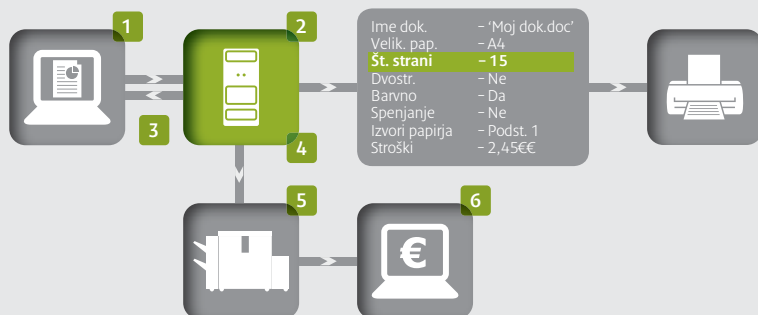 1
2
Ime dok. – ‘Moj dok.doc’
Velik. pap. – A4
Št. strani – 15
Dvostr. – Ne
Barvno – Da
Spenjanje – Ne
Izvori papirja – Podst. 1
Stroški – 2,45€€
3
4
5
6
€